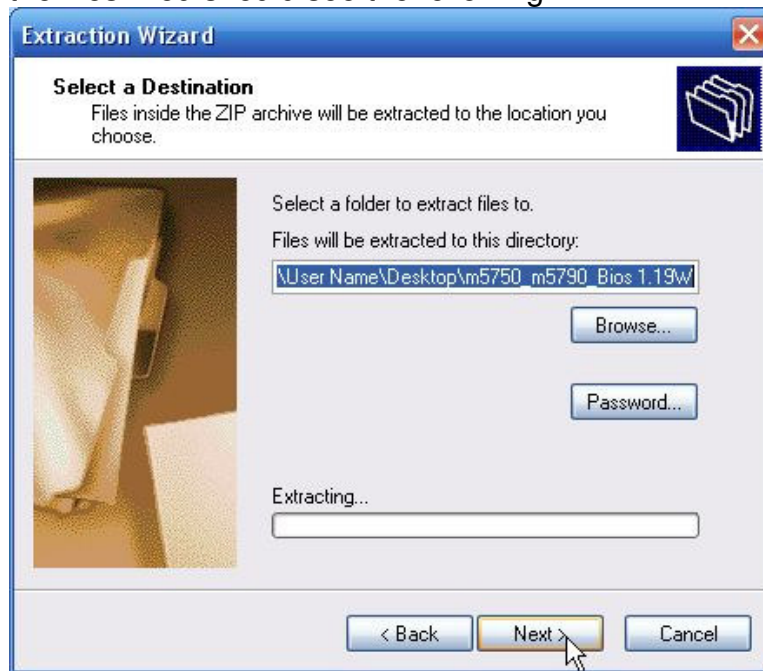 Extraction Wizard
Select a Destination
Files inside the ZIP archive will be extracted to the location you
choose.
Select a folder to extract files to.
Files will be extracted to this directory:
\User Name\Desktop\m5750_m5790_Bios 1.19W
Browse...
Password...
Extracting...
< Back
Next >
Cancel